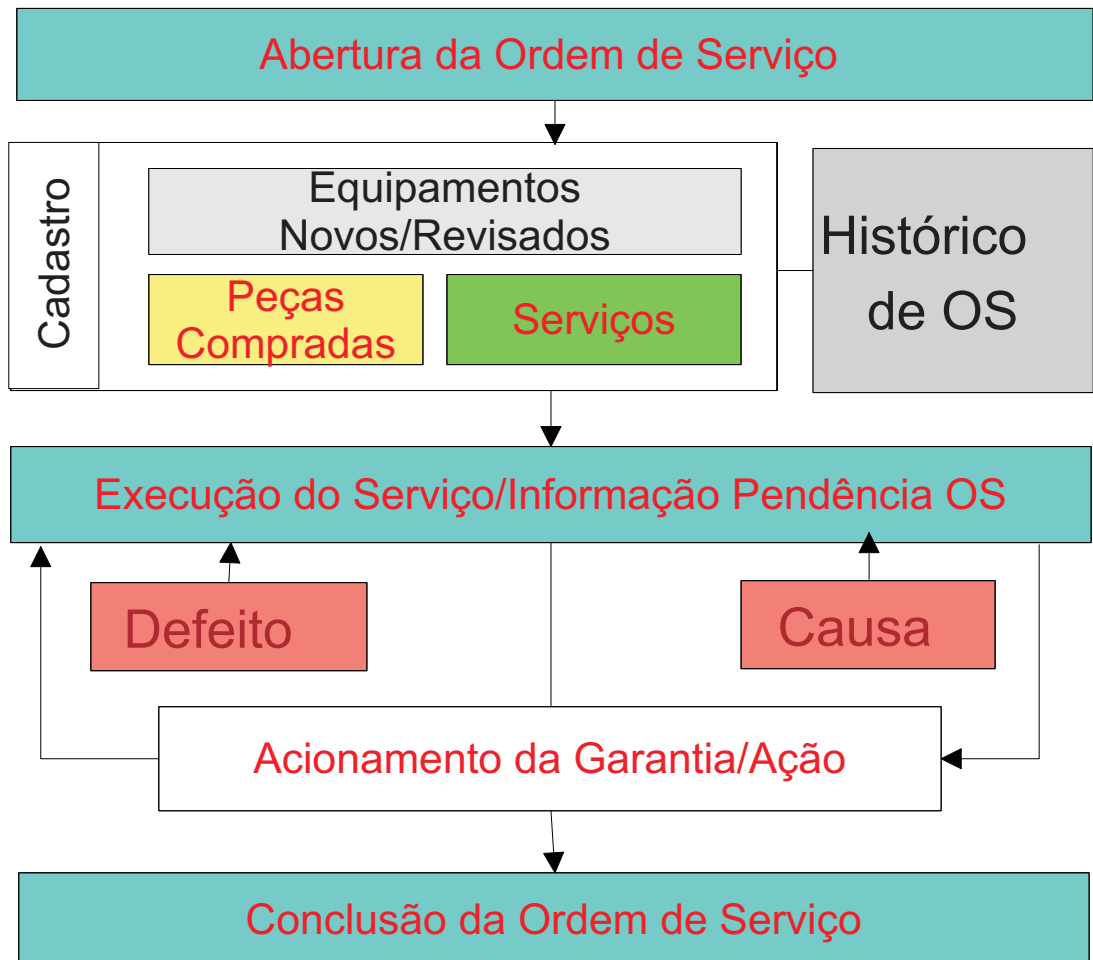 Abertura da Ordem de Serviço
Cadastro
Equipamentos
Novos/Revisados
Peças
Compradas
Serviços
Histórico
de OS
Execução do Serviço/Informação Pendência OS
Defeito
Causa
Acionamento da Garantia/Ação
Conclusão da Ordem de Serviço